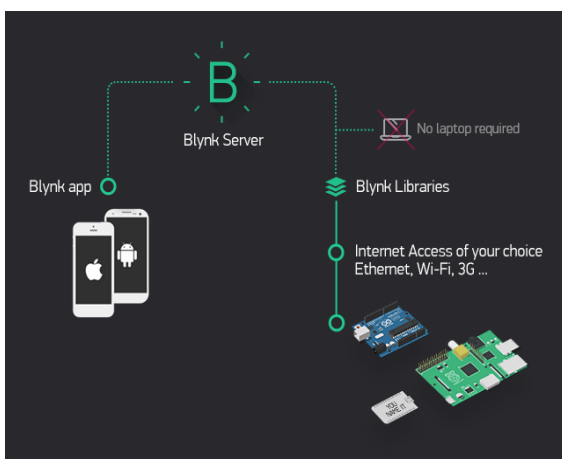 B
Blynk Server
No laptop required
Blynk app
Blynk Libraries
Internet Access of your choice
Ethernet, Wi-Fi, 3G ...
YOU
NAME IT